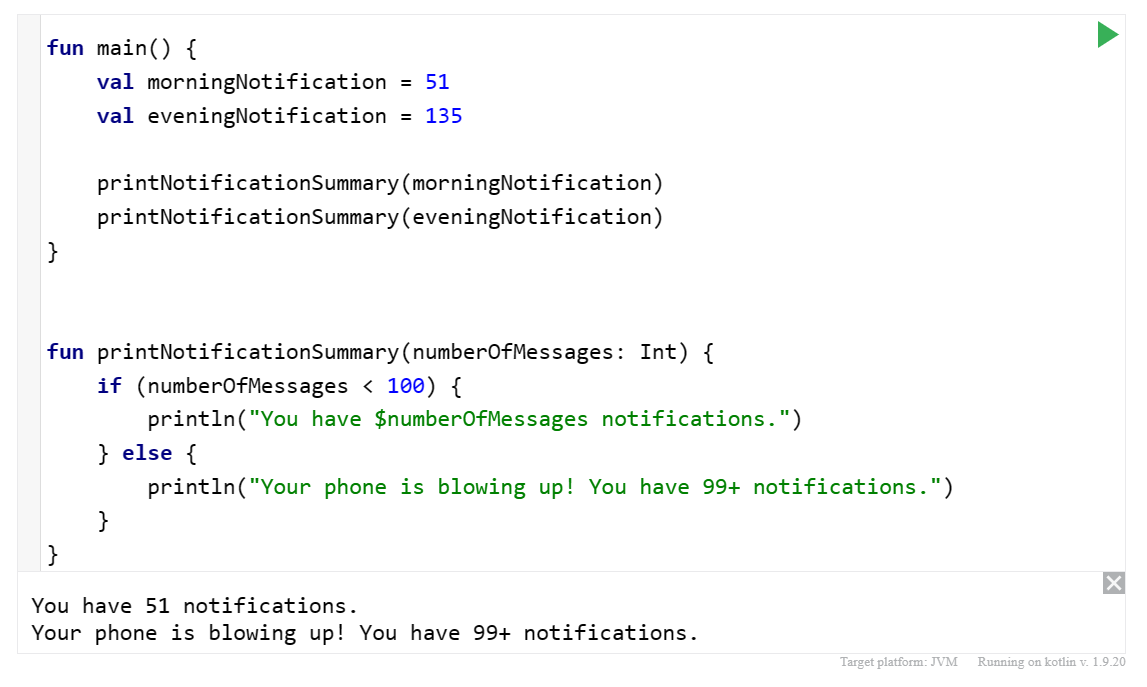 fun main() {
    val morningNotification = 51
    val eveningNotification = 135

    printNotificationSummary(morningNotification)
    printNotificationSummary(eveningNotification)
}


fun printNotificationSummary(numberOfMessages: Int) {
    if (numberOfMessages < 100) {
        println("You have $numberOfMessages notifications.")
    } else {
        println("Your phone is blowing up! You have 99+ notifications.")
    }
}
You have 51 notifications.
Your phone is blowing up! You have 99+ notifications.
Target platform: JVM    Running on kotlin v. 1.9.20